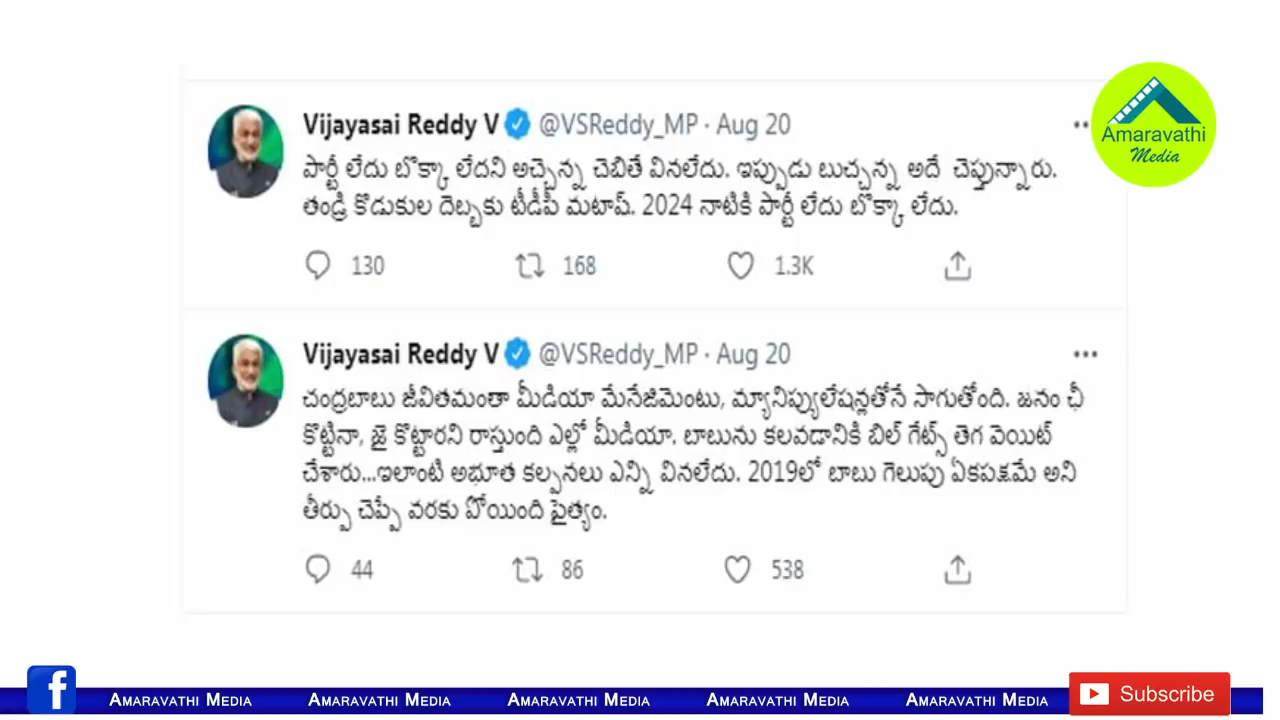 Vijayasai Reddy V @VSReddy_MP · Aug 20
పార్టీ లేదు బొక్కా లేదని అచ్చెన్న చెబితే వినలేదు. ఇప్పుడు బుచ్చన్న అదే చెప్తున్నారు.
తండ్రి కొడుకుల దెబ్బకు టీడీపీ మటాష్. 2024 నాటికి పార్టీ లేదు బొక్కా లేదు.
130 168 1.3K
Vijayasai Reddy V @VSReddy_MP · Aug 20
చంద్రబాబు జీవితమంతా మీడియా మేనేజిమెంటు, మ్యానిప్యులేషన్లతోనే సాగుతోంది. జనం ఛీ
కొట్టినా, జై కొట్టారని రాస్తుంది ఎల్లో మీడియా. బాబును కలవడానికి బిల్ గేట్స్ తెగ వెయిట్
చేశారు...ఇలాంటి అభూత కల్పనలు ఎన్ని వినలేదు. 2019లో బాబు గెలుపు ఏకపక్షమే అని
తీర్పు చెప్పే వరకు పోయింది పైత్యం.
44 86 538
Amaravathi
Media
f
Amaravathi Media Amaravathi Media Amaravathi Media Amaravathi Media Amaravathi Media
Subscribe